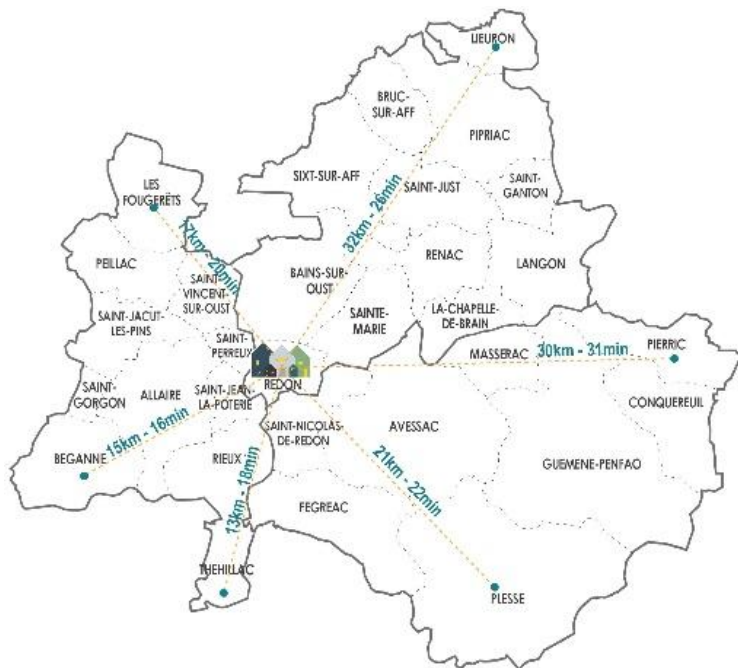 LIEURON
BRUC-
SUR-AFF
PIPRIAC
SIXT-SUR-AFF
SAINT-JUST
SAINT-
GANTON
LES
FOUGERÊTS
32km - 26min
17km - 20min
PEILLAC
RENAC
LANGON
BAINS-SUR-
OUST
SAINT-
VINCENT-
SUR-OUST
SAINT-JACUT-
LES-PINS
SAINTE-
MARIE
LA-CHAPELLE-
DE-BRAIN
SAINT-
PERREUX
MASSERAC
PIERRIC
30km - 31min
REDON
SAINT-
GORGON
ALLAIRE
SAINT-JEAN-
LA-POTERIE
CONQUEREUIL
15km - 16min
SAINT-NICOLAS-
DE-REDON
AVESSAC
BEGANNE
RIEUX
GUEMENE-PENFAO
21km - 22min
13km - 18min
FEGREAC
THEHILLAC
PLESSE